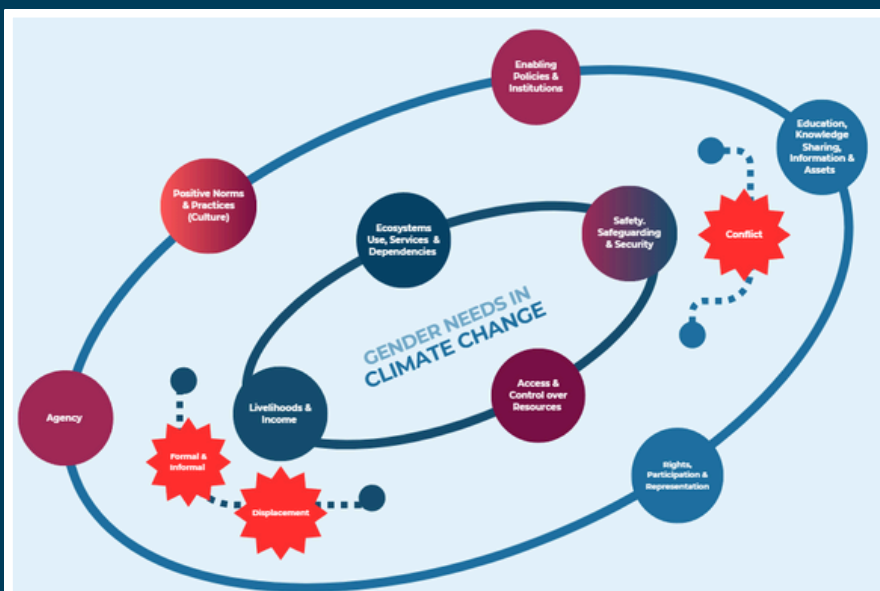 Enabling
Policies &
Institutions
Education,
Knowledge
Sharing,
Information &
Assets
Positive Norms
& Practices
(Culture)
Ecosystems
Use, Services &
Dependencies
Safety.
Safeguarding
& Security
Conflict
GENDER NEEDS IN
CLIMATE CHANGE
Agency
Livelihoods &
Income
Access &
Control over
Resources
Formal &
Informal
Displacement
Rights,
Participation &
Representation